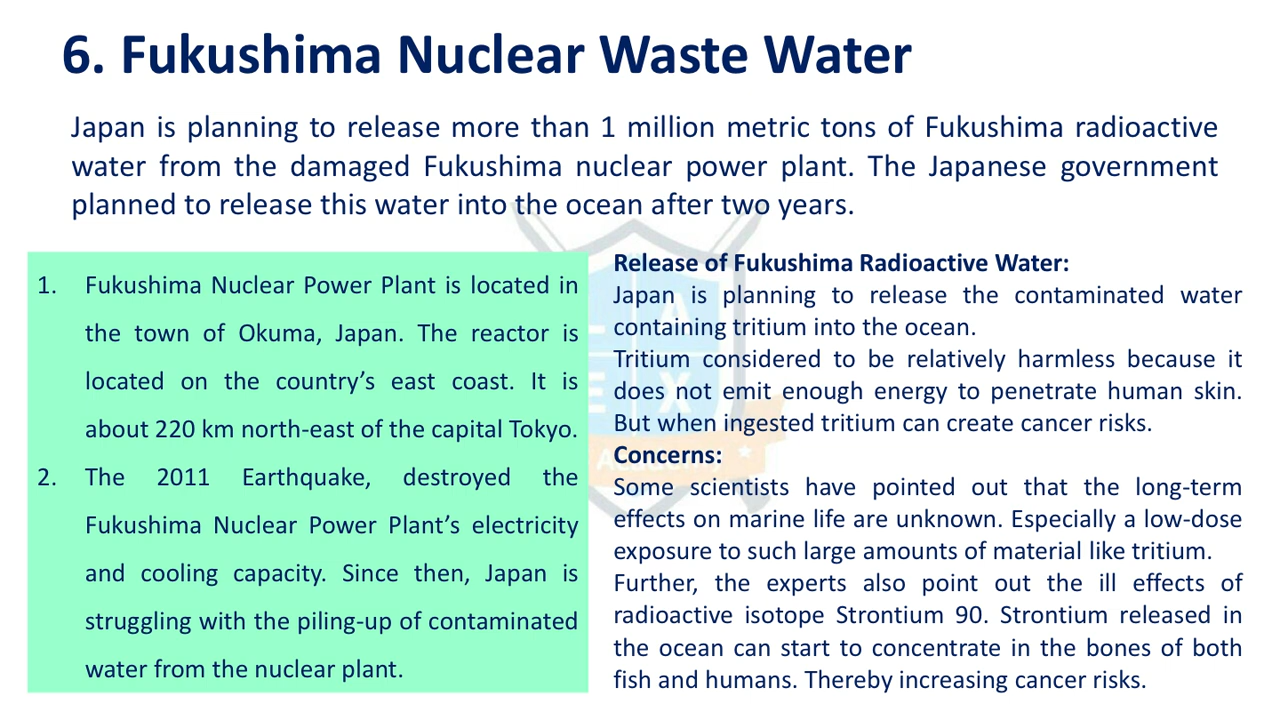 6. Fukushima Nuclear Waste Water
Japan is planning to release more than 1 million metric tons of Fukushima radioactive
water from the damaged Fukushima nuclear power plant. The Japanese government
planned to release this water into the ocean after two years.
1. Fukushima Nuclear Power Plant is located in
the town of Okuma, Japan. The reactor is
located on the country's east coast. It is
about 220 km north-east of the capital Tokyo.
2. The 2011 Earthquake, destroyed the
Fukushima Nuclear Power Plant's electricity
and cooling capacity. Since then, Japan is
struggling with the piling-up of contaminated
water from the nuclear plant.
Release of Fukushima Radioactive Water:
Japan is planning to release the contaminated water
containing tritium into the ocean.
Tritium considered to be relatively harmless because it
does not emit enough energy to penetrate human skin.
But when ingested tritium can create cancer risks.
Concerns:
Some scientists have pointed out that the long-term
effects on marine life are unknown. Especially a low-dose
exposure to such large amounts of material like tritium.
Further, the experts also point out the ill effects of
radioactive isotope Strontium 90. Strontium released in
the ocean can start to concentrate in the bones of both
fish and humans. Thereby increasing cancer risks.
A
E X
Academy